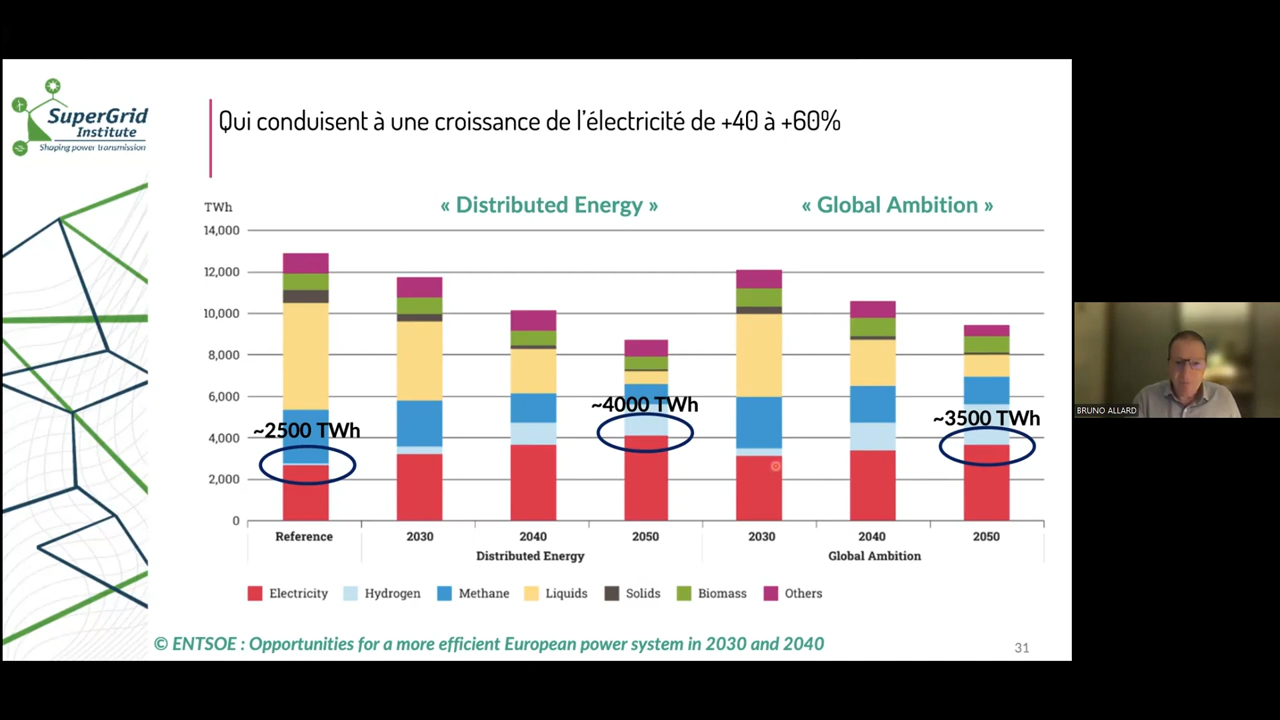 SuperGrid
Institute
Shaping power transmission
Qui conduisent à une croissance de l'électricité de +40 à +60%
TWh
« Distributed Energy »
« Global Ambition »
14,000
12,000
10,000
8,000
6,000
4,000
2,000
0
~2500 TWh
~4000 TWh
~3500 TWh
Reference
2030
2040
2050
2030
2040
2050
Distributed Energy
Global Ambition
Electricity
Hydrogen
Methane
Liquids
Solids
Biomass
Others
© ENTSOE : Opportunities for a more efficient European power system in 2030 and 2040
31
BRUNO ALLARD